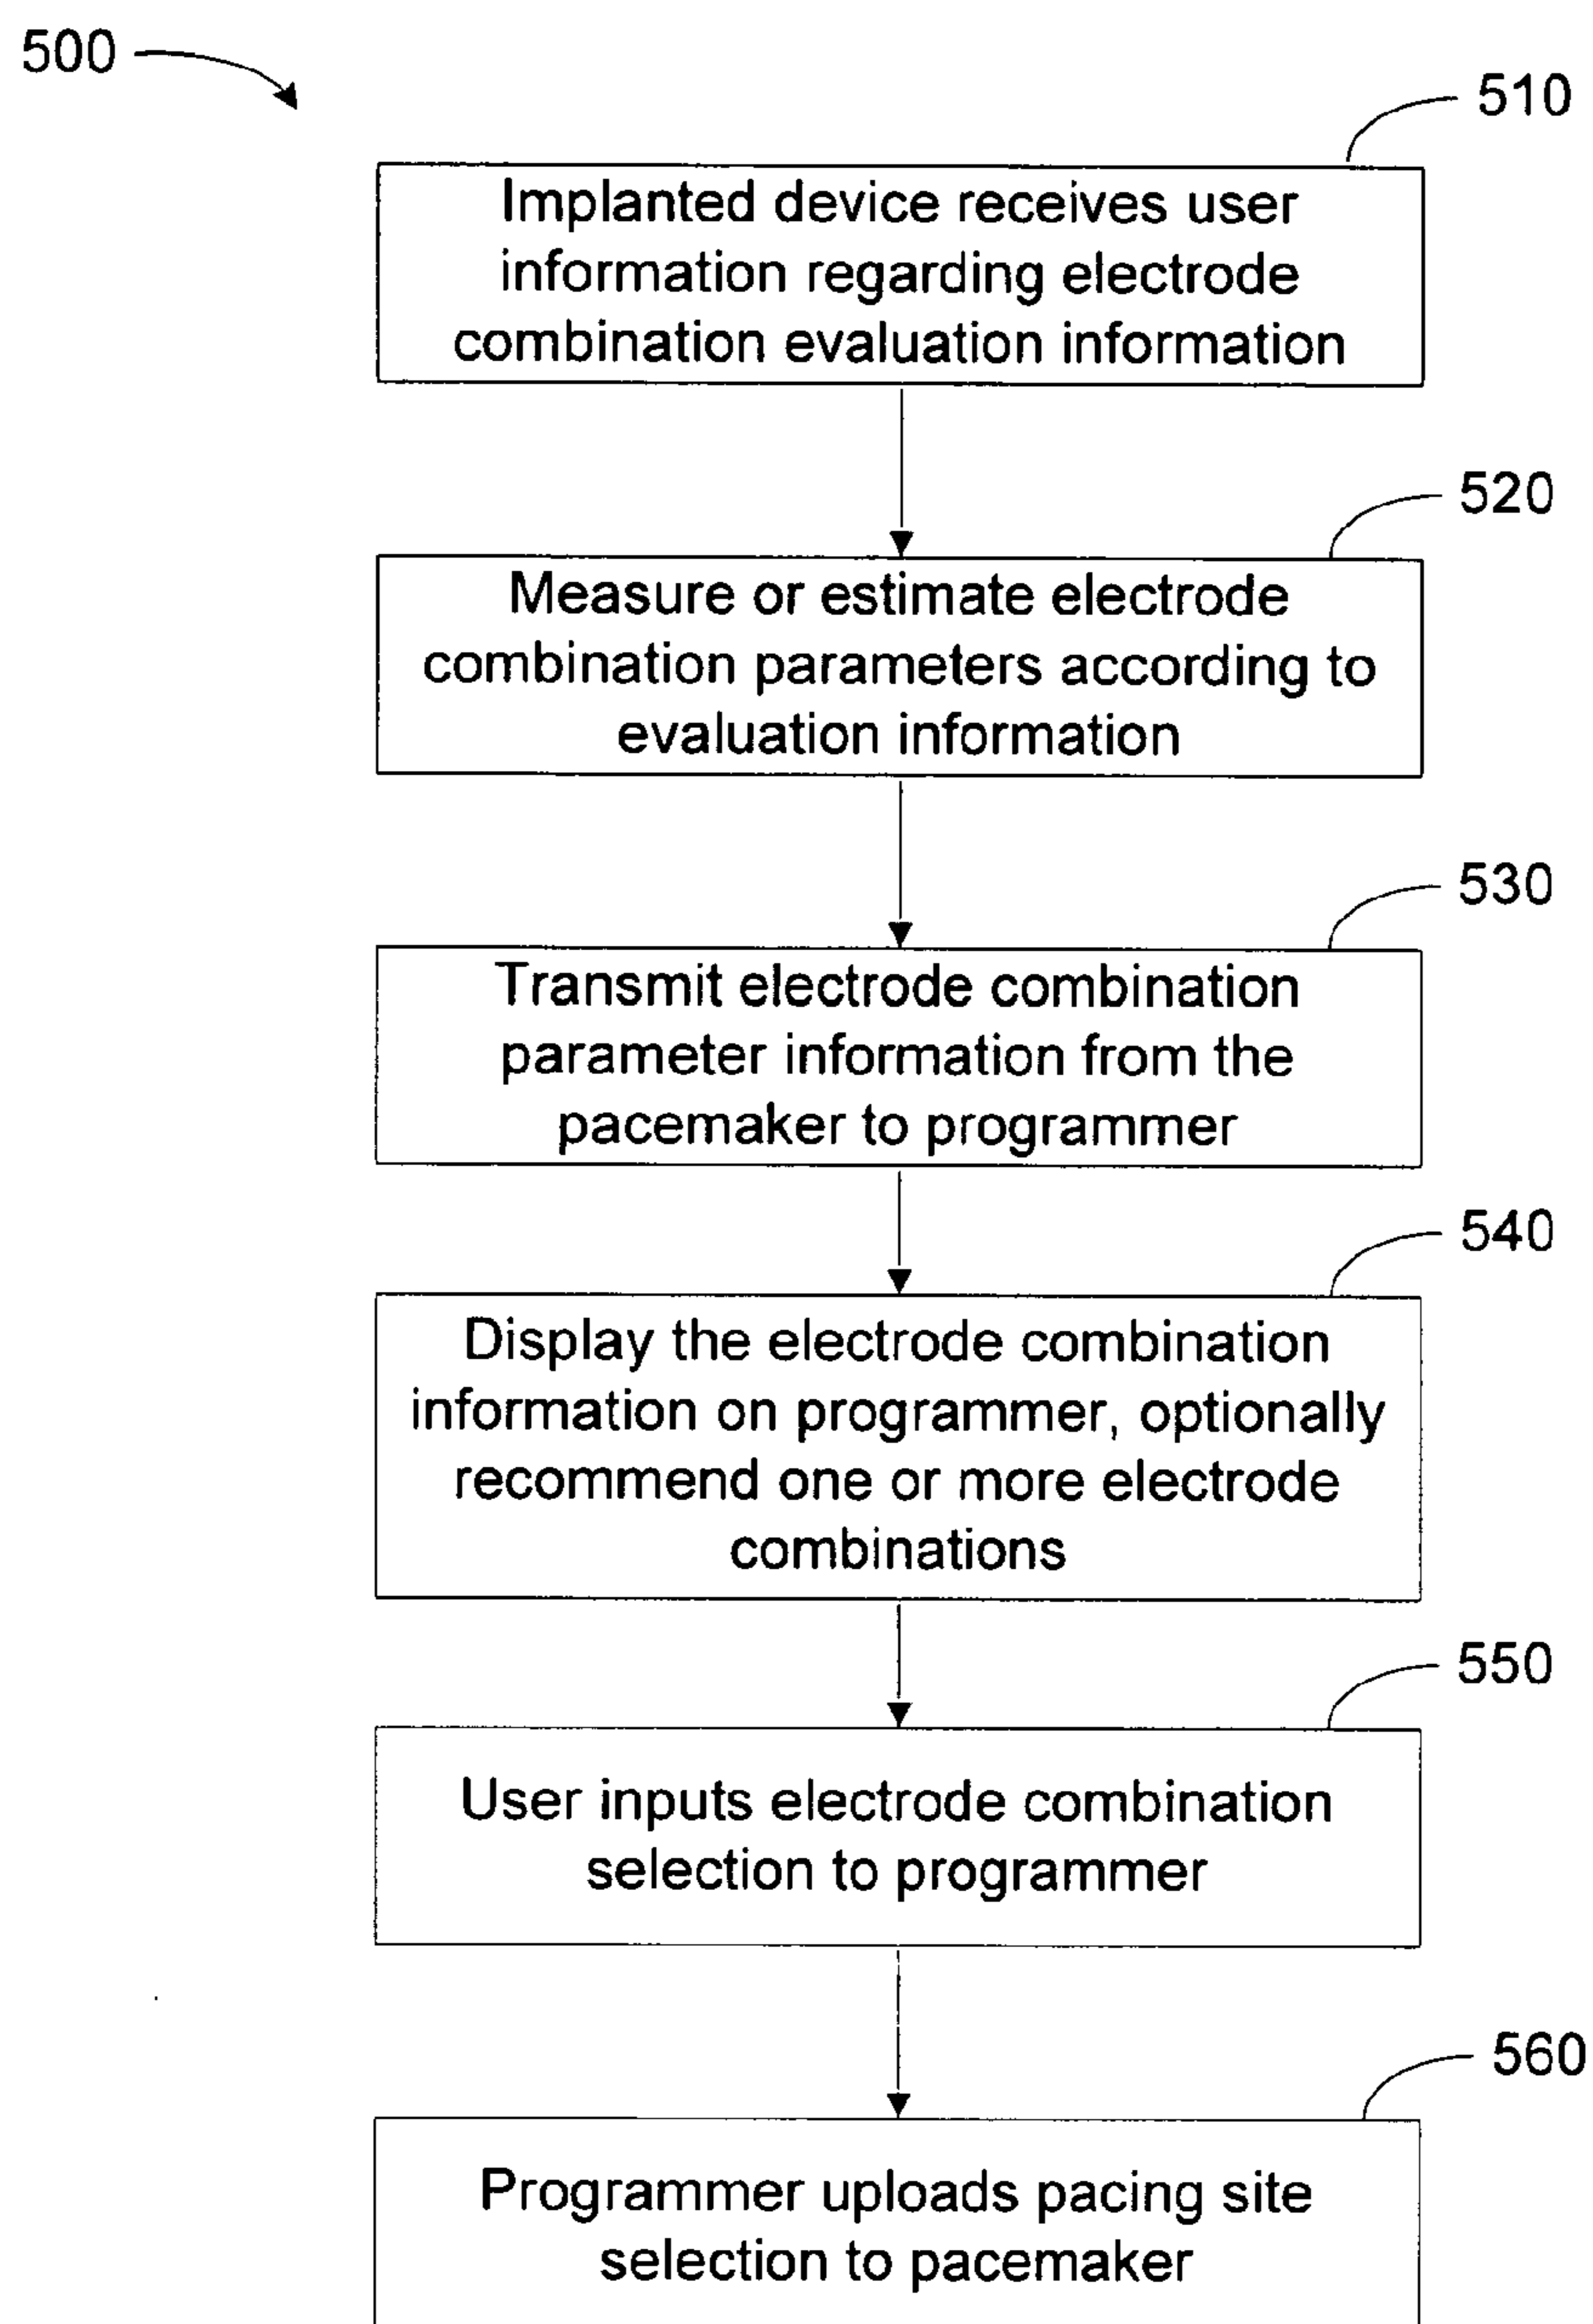 500
510
Implanted device receives user
information regarding electrode
combination evaluation information
520
Measure or estimate electrode
combination parameters according to
evaluation information
530
Transmit electrode combination
parameter information from the
pacemaker to programmer
540
Display the electrode combination
information on programmer, optionally
recommend one or more electrode
combinations
550
User inputs electrode combination
selection to programmer
560
Programmer uploads pacing site
selection to pacemaker